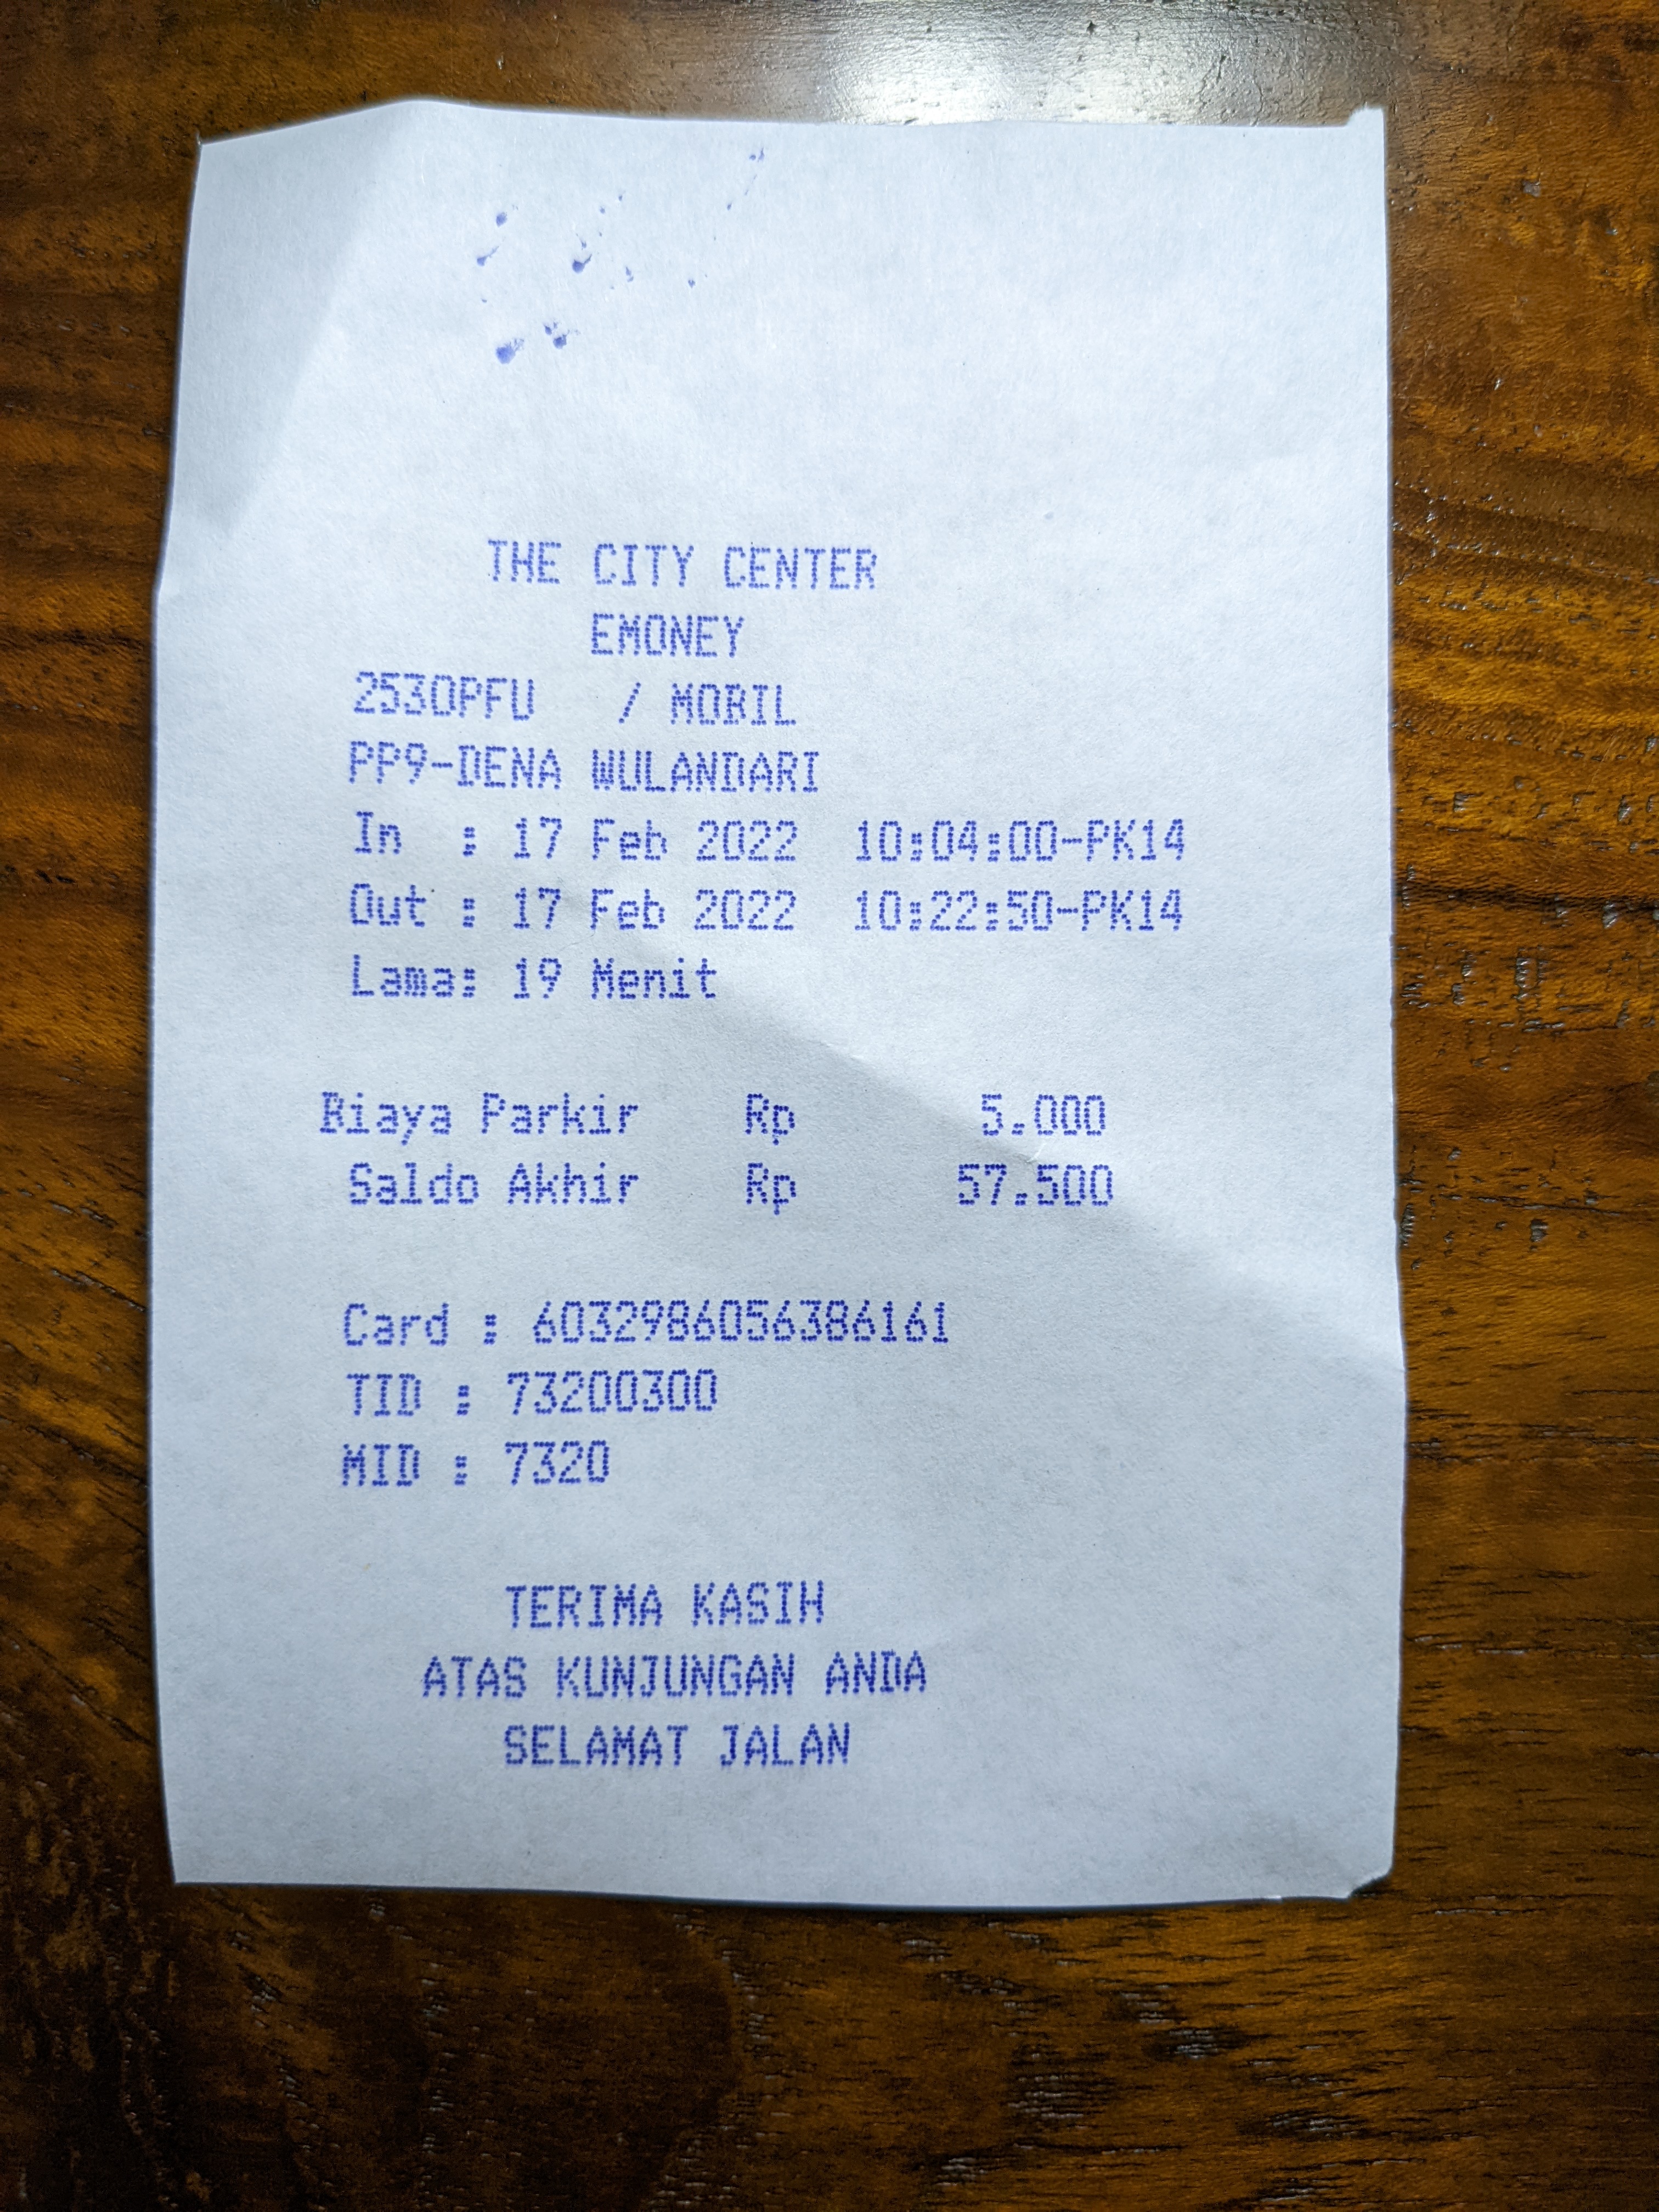 THE CITY CENTER
EMONEY
2530PFU / MOBIL
PP9-DENA WULANDARI
In : 17 Feb 2022 10:04:00-PK14
Out : 17 Feb 2022 10:22:50-PK14
Lama: 19 Menit
Biaya Parkir Rp 5.000
Saldo Akhir Rp 57.500
Card : 6032986056386161
TID : 73200300
MID : 7320
TERIMA KASIH
ATAS KUNJUNGAN ANDA
SELAMAT JALAN